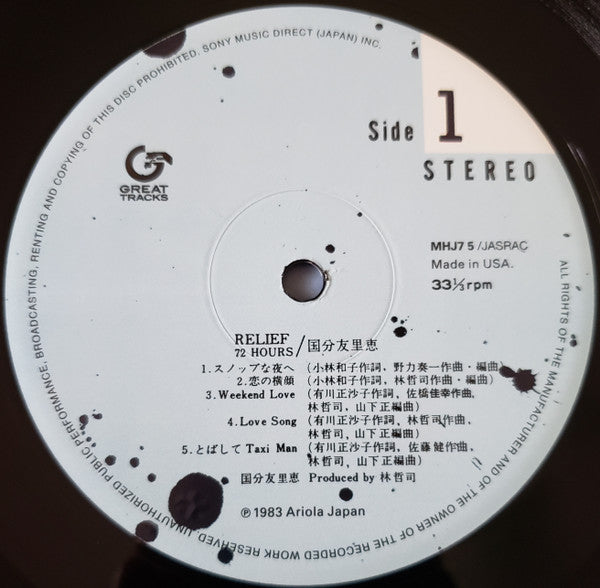 UNAUTHORIZED PUBLIC PERFORMANCE, BROADCASTING, RENTING AND COPYING OF THIS DISC PROHIBITED. SONY MUSIC DIRECT (JAPAN) INC.
ALL RIGHTS OF THE MANUFACTURER AND OF THE OWNER OF THE RECORDED WORK RESERVED.
Side 1
STEREO
GREAT
TRACKS
MHJ7 5 /JASRAC
Made in USA.
33⅓rpm
RELIEF
72 HOURS / 国分友里恵
1.スノッブな夜へ (小林和子作詞, 野力奏一作曲・編曲)
2.恋の横顔 (小林和子作詞, 林哲司作曲・編曲)
3.Weekend Love (有川正沙子作詞, 佐橋佳幸作曲,
林哲司, 山下正編曲)
4.Love Song (有川正沙子作詞, 林哲司作曲,
林哲司, 山下正編曲)
5.とばして Taxi Man (有川正沙子作詞, 佐藤健作曲,
林哲司, 山下正編曲)
国分友里恵 Produced by 林哲司
℗ 1983 Ariola Japan